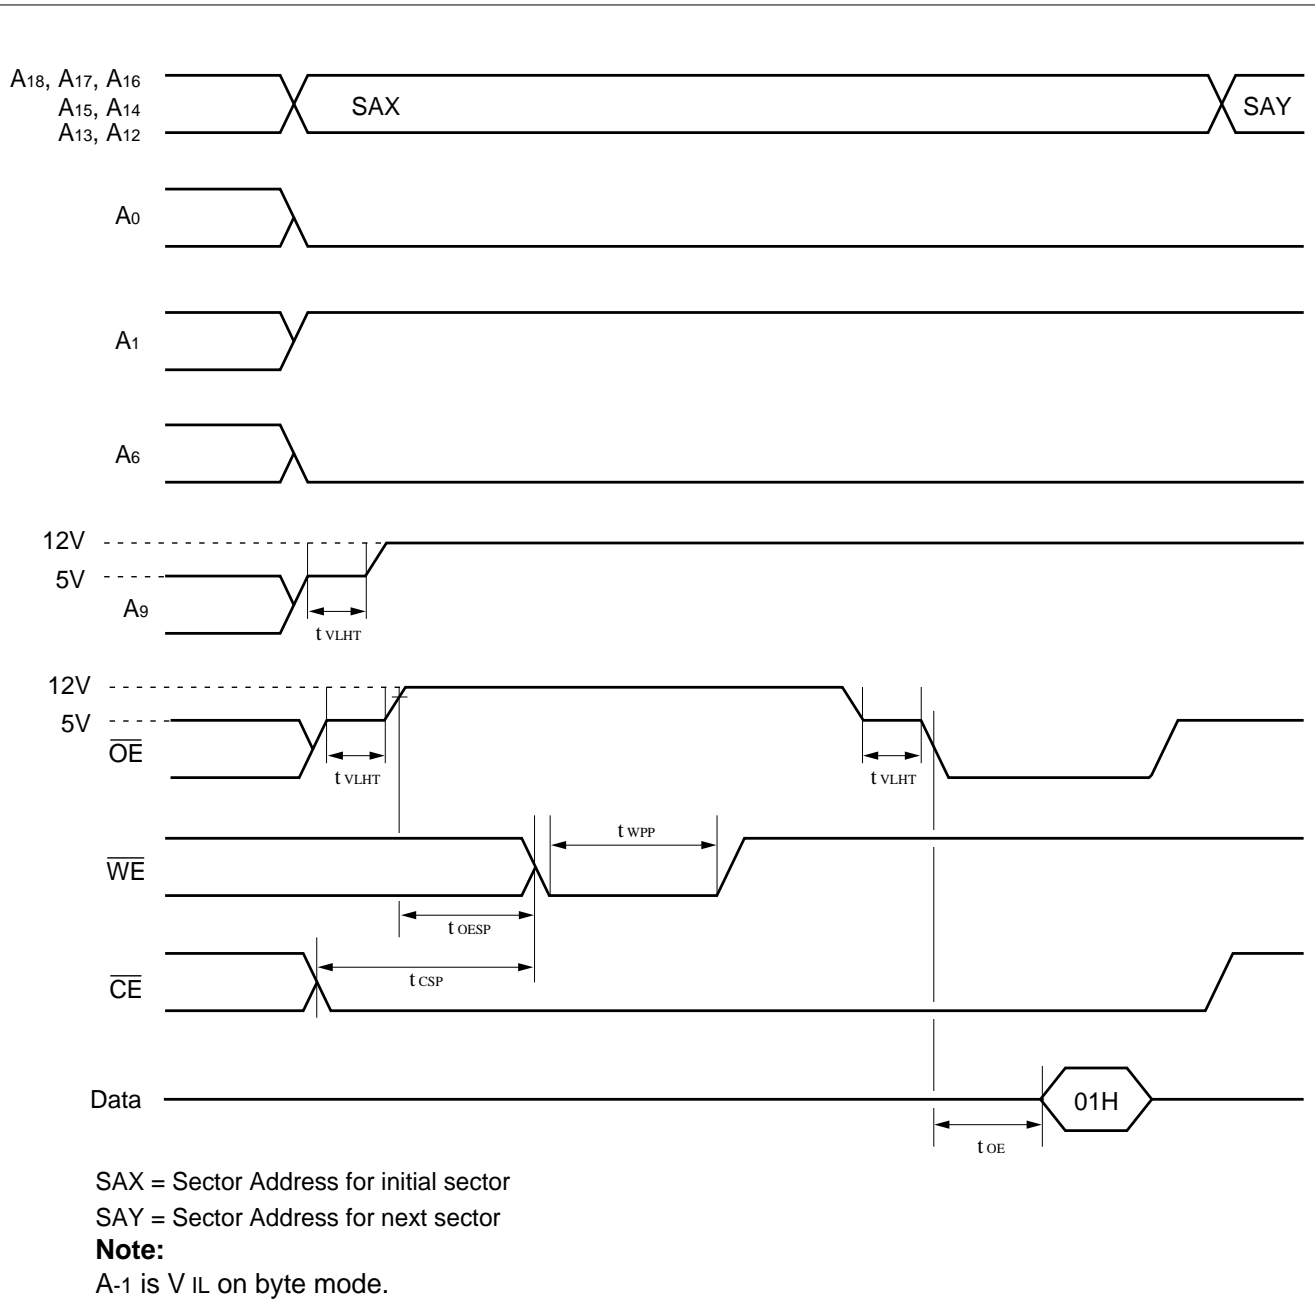 A18, A17, A16
A15, A14
A13, A12
SAX
SAY
A0
A1
A6
12V
5V
A9
t VLHT
12V
5V
OE
t VLHT
t VLHT
t WPP
WE
t OESP
t CSP
CE
Data
01H
t OE
SAX = Sector Address for initial sector
SAY = Sector Address for next sector
Note:
A-1 is V IL on byte mode.